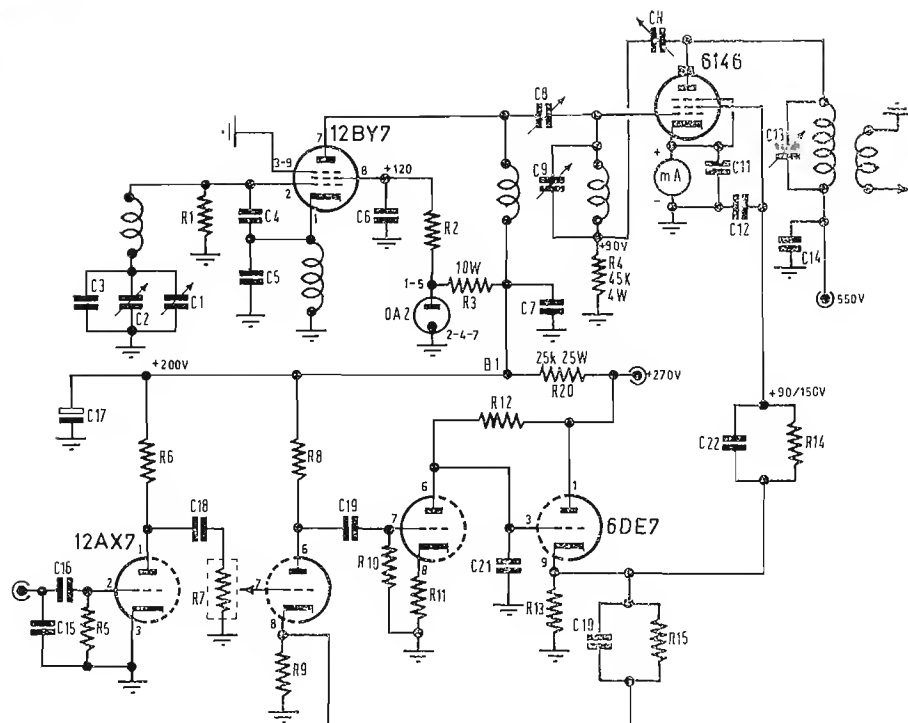 CN
6146
12BY7
7
3-9
2
8
+120
1
C8
C9
+
mA
-
C11
C12
C13
C14
550V
R1
C4
C5
C6
R2
1-5
10W
R3
0A2
2-4-7
C7
+90V
R4
45K
4W
C3
C2
C1
+200V
B1
25k 25W
R20
+270V
C17
R6
R8
R12
+90/150V
C22
R14
12AX7
C18
C19
6
7
1
6DE7
3
1
6
C16
2
R7
7
R10
8
C21
9
C15
R5
3
8
R11
R13
C10
R15
R9